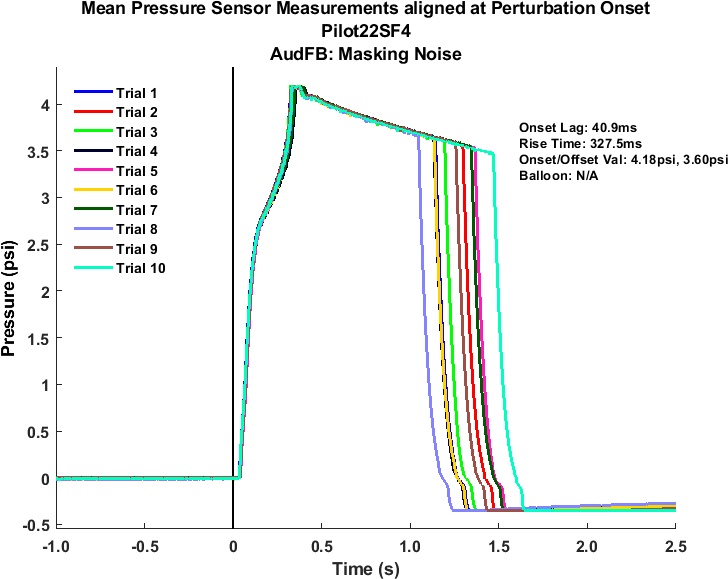 Mean Pressure Sensor Measurements aligned at Perturbation Onset
Pilot22SF4
AudFB: Masking Noise
Pressure (psi)
4
3.5
3
2.5
2
1.5
1
0.5
0
-0.5
Trial 1
Trial 2
Trial 3
Trial 4
Trial 5
Trial 6
Trial 7
Trial 8
Trial 9
Trial 10
Onset Lag: 40.9ms
Rise Time: 327.5ms
Onset/Offset Val: 4.18psi, 3.60psi
Balloon: N/A
-1.0 -0.5 0 0.5 1.0 1.5 2.0 2.5
Time (s)